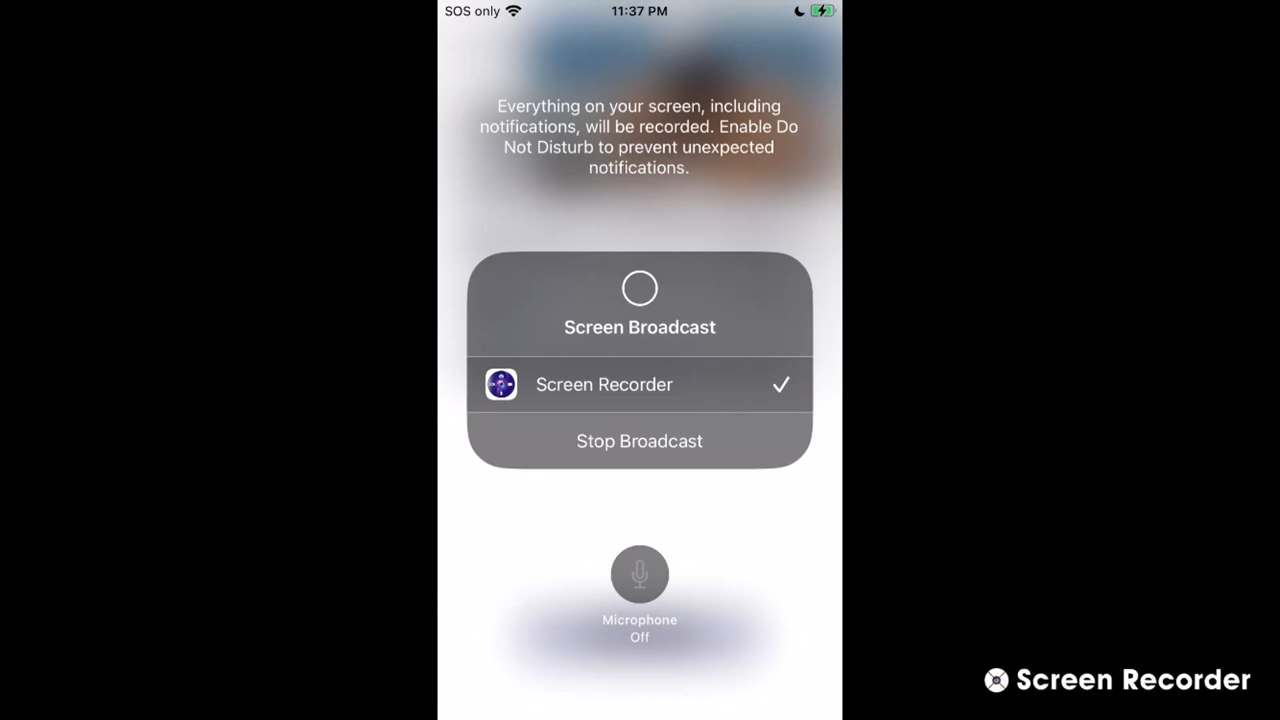 SOS only
11:37 PM
Everything on your screen, including
notifications, will be recorded. Enable Do
Not Disturb to prevent unexpected
notifications.
Screen Broadcast
Screen Recorder
Stop Broadcast
Microphone
Off
Screen Recorder